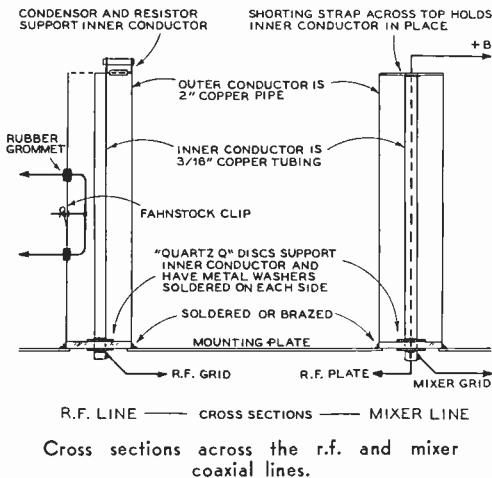 CONDENSOR AND RESISTOR
SUPPORT INNER CONDUCTOR
SHORTING STRAP ACROSS TOP HOLDS
INNER CONDUCTOR IN PLACE
+B
OUTER CONDUCTOR IS
2" COPPER PIPE
RUBBER
GROMMET
INNER CONDUCTOR IS
3/16" COPPER TUBING
FAHNSTOCK CLIP
"QUARTZ Q" DISCS SUPPORT
INNER CONDUCTOR AND
HAVE METAL WASHERS
SOLDERED ON EACH SIDE
SOLDERED OR BRAZED
MOUNTING PLATE
R.F. GRID
R.F. PLATE
MIXER GRID
R.F. LINE — CROSS SECTIONS — MIXER LINE
Cross sections across the r.f. and mixer
coaxial lines.